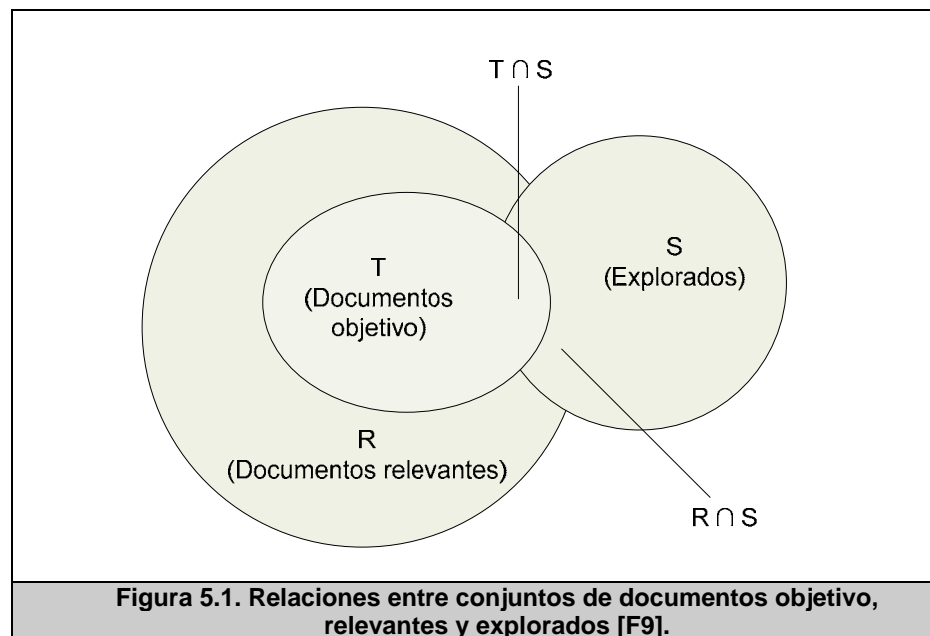 T ∩ S
S
(Explorados)
T
(Documentos
objetivo)
R
(Documentos relevantes)
R ∩ S
Figura 5.1. Relaciones entre conjuntos de documentos objetivo,
relevantes y explorados [F9].